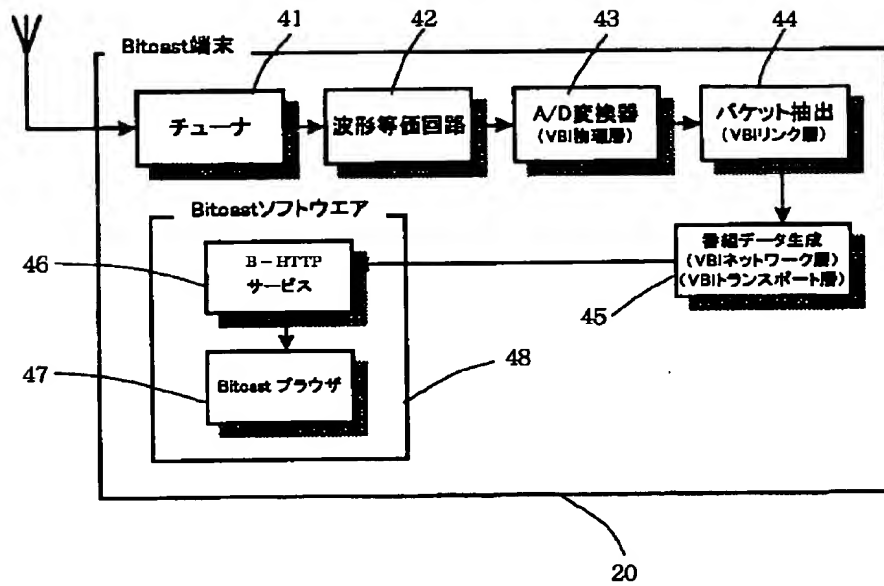 41
42
43
44
Bitcast端末
チューナ
波形等価回路
A/D変換器
(VBI物理層)
パケット抽出
(VBIリンク層)
Bitcastソフトウエア
46
B-HTTP
サービス
番組データ生成
(VBIネットワーク層)
(VBIトランスポート層)
45
47
Bitcast ブラウザ
48
20